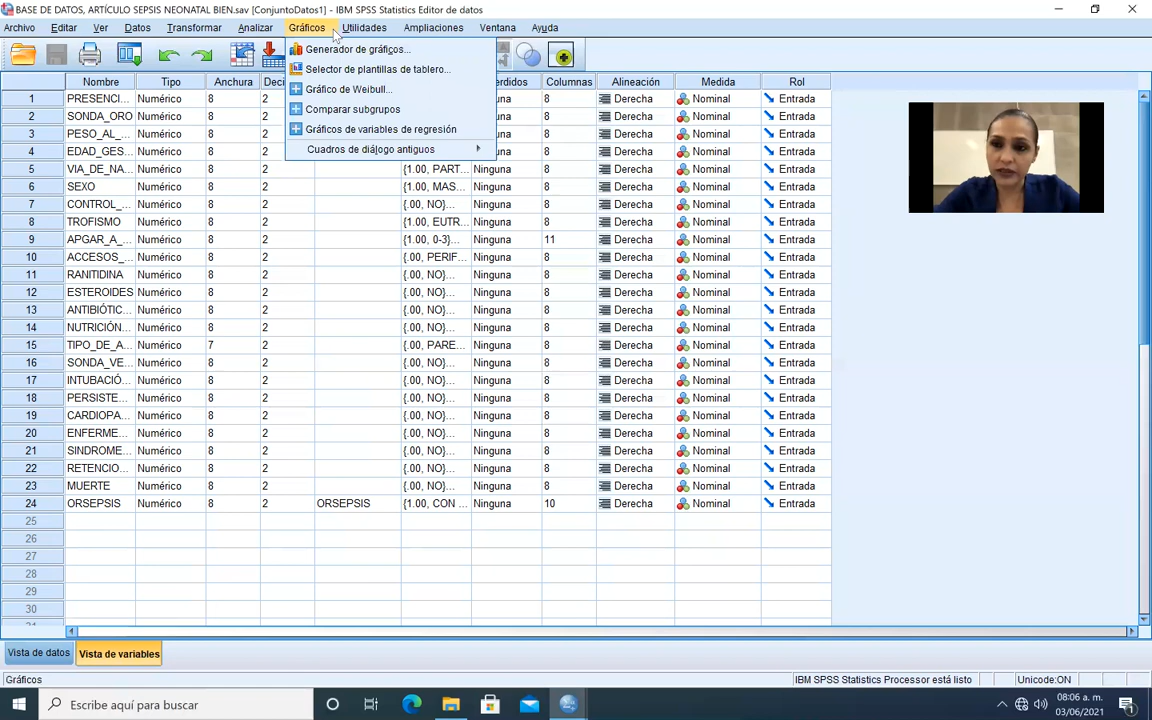 BASE DE DATOS, ARTÍCULO SEPSIS NEONATAL BIEN.sav [ConjuntoDatos1] - IBM SPSS Statistics Editor de datos
Archivo Editar Ver Datos Transformar Analizar Gráficos Utilidades Ampliaciones Ventana Ayuda
Generador de gráficos...
Selector de plantillas de tablero...
Gráfico de Weibull...
Comparar subgrupos
Gráficos de variables de regresión
Cuadros de diálogo antiguos
Nombre Tipo Anchura Deci erdidos Columnas Alineación Medida Rol
1 PRESENCI... Numérico 8 2 una 8 Derecha Nominal Entrada
2 SONDA_ORO Numérico 8 2 una 8 Derecha Nominal Entrada
3 PESO_AL_... Numérico 8 2 una 8 Derecha Nominal Entrada
4 EDAD_GES... Numérico 8 2 una 8 Derecha Nominal Entrada
5 VIA_DE_NA... Numérico 8 2 {1.00, PART... Ninguna 8 Derecha Nominal Entrada
6 SEXO Numérico 8 2 {1.00, MAS... Ninguna 8 Derecha Nominal Entrada
7 CONTROL_... Numérico 8 2 {.00, NO}... Ninguna 8 Derecha Nominal Entrada
8 TROFISMO Numérico 8 2 {1.00, EUTR... Ninguna 8 Derecha Nominal Entrada
9 APGAR_A_... Numérico 8 2 {1.00, 0-3}... Ninguna 11 Derecha Nominal Entrada
10 ACCESOS_... Numérico 8 2 {.00, PERIF... Ninguna 8 Derecha Nominal Entrada
11 RANITIDINA Numérico 8 2 {.00, NO}... Ninguna 8 Derecha Nominal Entrada
12 ESTEROIDES Numérico 8 2 {.00, NO}... Ninguna 8 Derecha Nominal Entrada
13 ANTIBIÓTIC... Numérico 8 2 {.00, NO}... Ninguna 8 Derecha Nominal Entrada
14 NUTRICIÓN... Numérico 8 2 {.00, NO}... Ninguna 8 Derecha Nominal Entrada
15 TIPO_DE_A... Numérico 7 2 {.00, PARE... Ninguna 8 Derecha Nominal Entrada
16 SONDA_VE... Numérico 8 2 {.00, NO}... Ninguna 8 Derecha Nominal Entrada
17 INTUBACIÓ... Numérico 8 2 {.00, NO}... Ninguna 8 Derecha Nominal Entrada
18 PERSISTE... Numérico 8 2 {.00, NO}... Ninguna 8 Derecha Nominal Entrada
19 CARDIOPA... Numérico 8 2 {.00, NO}... Ninguna 8 Derecha Nominal Entrada
20 ENFERME... Numérico 8 2 {.00, NO}... Ninguna 8 Derecha Nominal Entrada
21 SINDROME... Numérico 8 2 {.00, NO}... Ninguna 8 Derecha Nominal Entrada
22 RETENCIO... Numérico 8 2 {.00, NO}... Ninguna 8 Derecha Nominal Entrada
23 MUERTE Numérico 8 2 {.00, NO}... Ninguna 8 Derecha Nominal Entrada
24 ORSEPSIS Numérico 8 2 ORSEPSIS {1.00, CON ... Ninguna 10 Derecha Nominal Entrada
25
26
27
28
29
30
Vista de datos Vista de variables
Gráficos IBM SPSS Statistics Processor está listo Unicode:ON
Escribe aquí para buscar
08:06 a. m.
03/06/2021
1